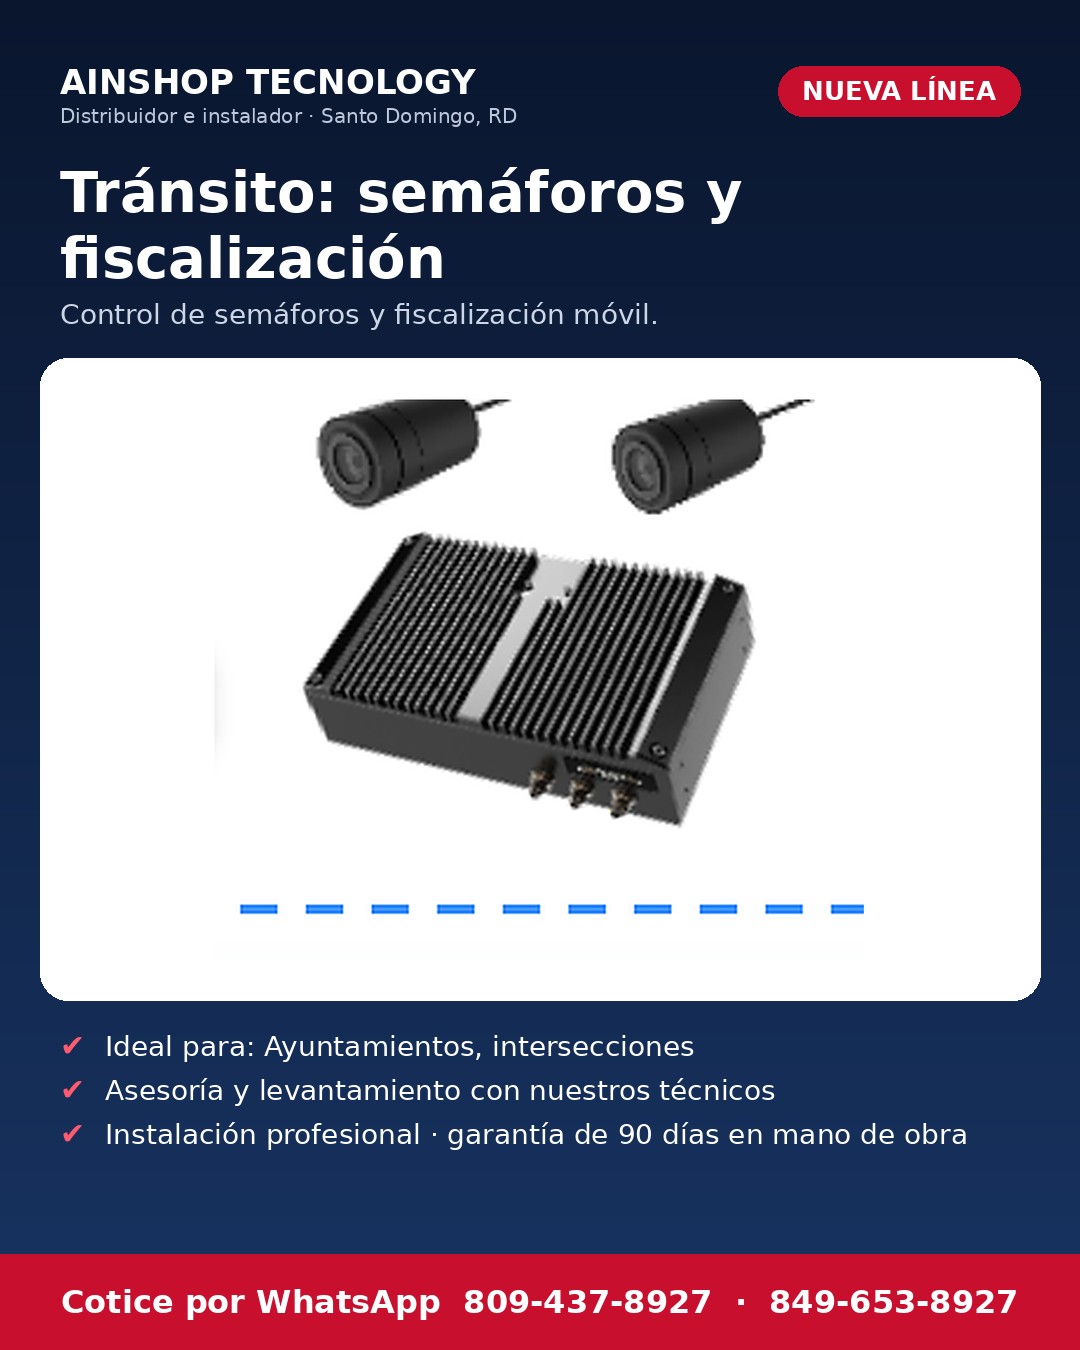 AINSHOP TECNOLOGY
Distribuidor e instalador · Santo Domingo, RD
NUEVA LÍNEA
Tránsito: semáforos y
fiscalización
Control de semáforos y fiscalización móvil.
✔ Ideal para: Ayuntamientos, intersecciones
✔ Asesoría y levantamiento con nuestros técnicos
✔ Instalación profesional · garantía de 90 días en mano de obra
Cotice por WhatsApp 809-437-8927 · 849-653-8927